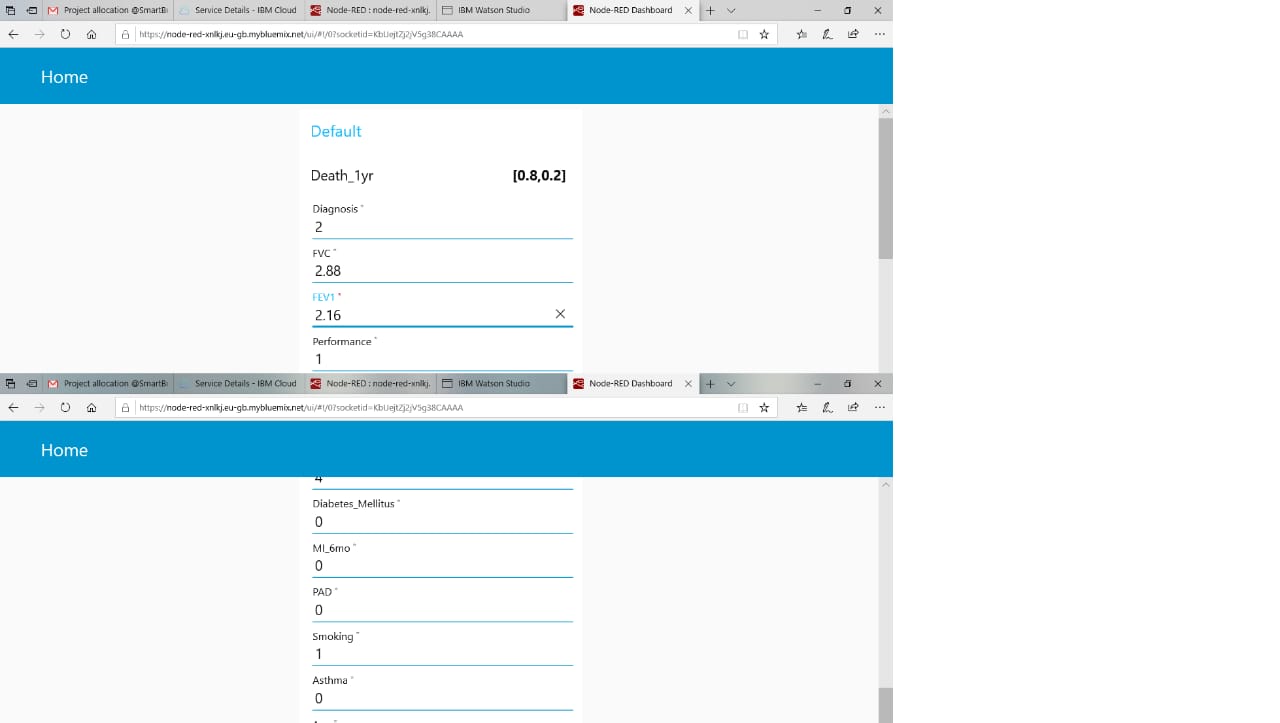 Project allocation @SmartBi
Service Details - IBM Cloud
Node-RED : node-red-xnlkj.
IBM Watson Studio
Node-RED Dashboard
https://node-red-xnlkj.eu-gb.mybluemix.net/ui/#!/0?socketid=KbUejtZj2jV5g38CAAAA
Home
Default
Death_1yr [0.8,0.2]
Diagnosis *
2
FVC *
2.88
FEV1 *
2.16
Performance *
1
Project allocation @SmartBi
Service Details - IBM Cloud
Node-RED : node-red-xnlkj.
IBM Watson Studio
Node-RED Dashboard
https://node-red-xnlkj.eu-gb.mybluemix.net/ui/#!/0?socketid=KbUejtZj2jV5g38CAAAA
Home
4
Diabetes_Mellitus *
0
MI_6mo *
0
PAD *
0
Smoking *
1
Asthma *
0